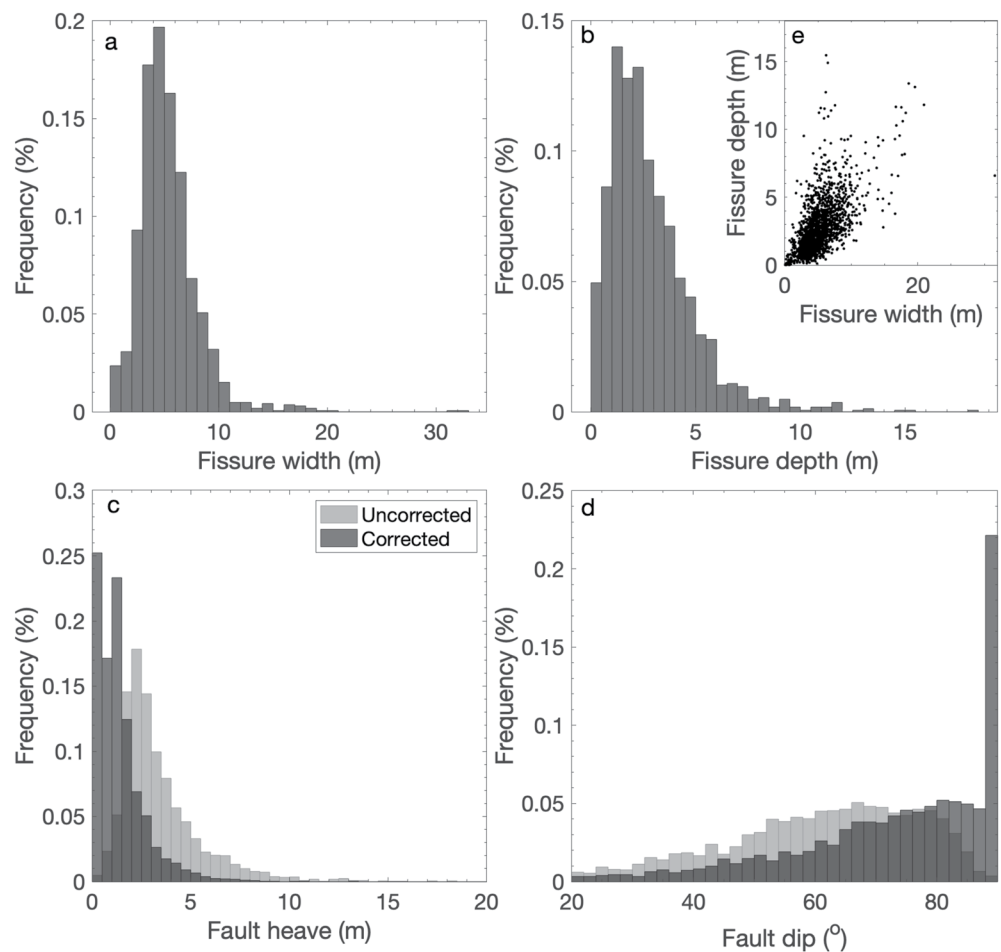 a
0.2
0.15
0.1
0.05
0
Frequency (%)
0
10
20
30
Fissure width (m)
b
0.15
0.1
0.05
0
Frequency (%)
0
5
10
15
Fissure depth (m)
e
15
10
5
0
Fissure depth (m)
0
20
Fissure width (m)
c
0.3
0.25
0.2
0.15
0.1
0.05
0
Frequency (%)
Uncorrected
Corrected
0
5
10
15
20
Fault heave (m)
d
0.25
0.2
0.15
0.1
0.05
0
Frequency (%)
20
40
60
80
Fault dip (°)